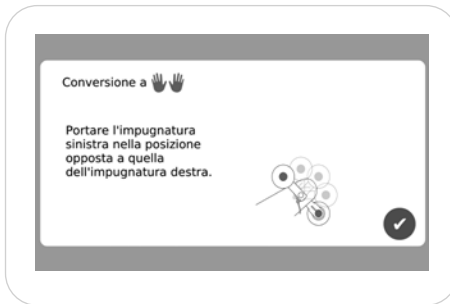 Conversione a
Portare l'impugnatura
sinistra nella posizione
opposta a quella
dell'impugnatura destra.